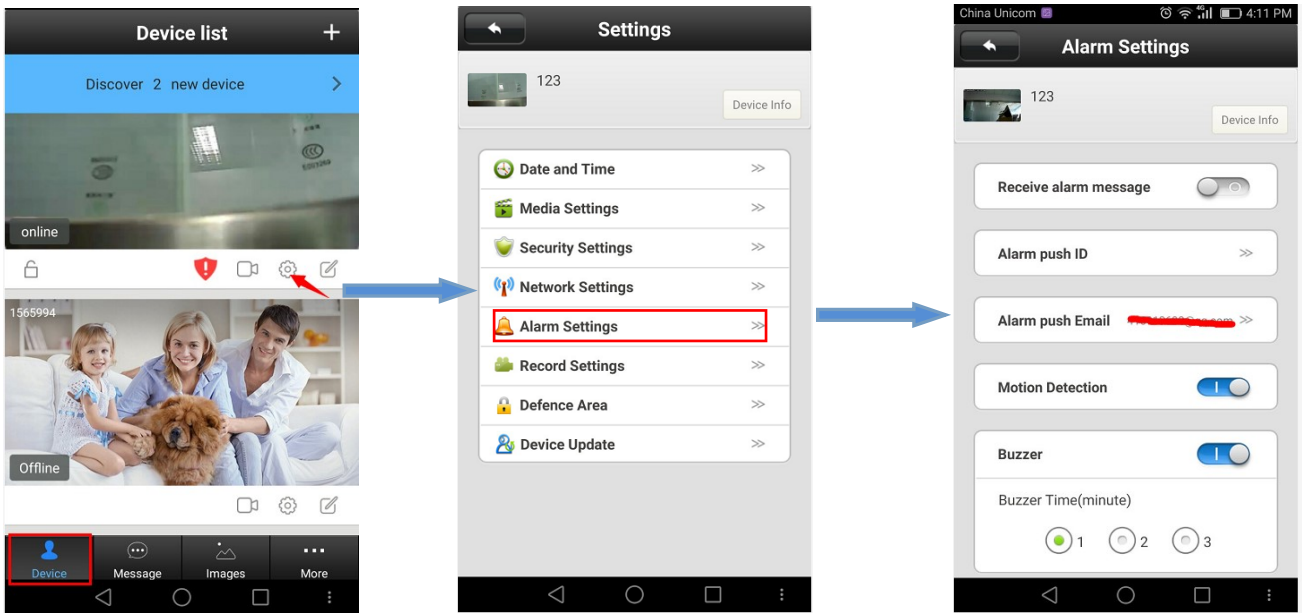 Device list
+
Discover 2 new device
online
1565994
Offline
Device
Message
Images
More
Settings
123
Device Info
Date and Time
Media Settings
Security Settings
Network Settings
Alarm Settings
Record Settings
Defence Area
Device Update
China Unicom
4G
4:11 PM
Alarm Settings
123
Device Info
Receive alarm message
Alarm push ID
Alarm push Email
Motion Detection
Buzzer
Buzzer Time(minute)
1 2 3